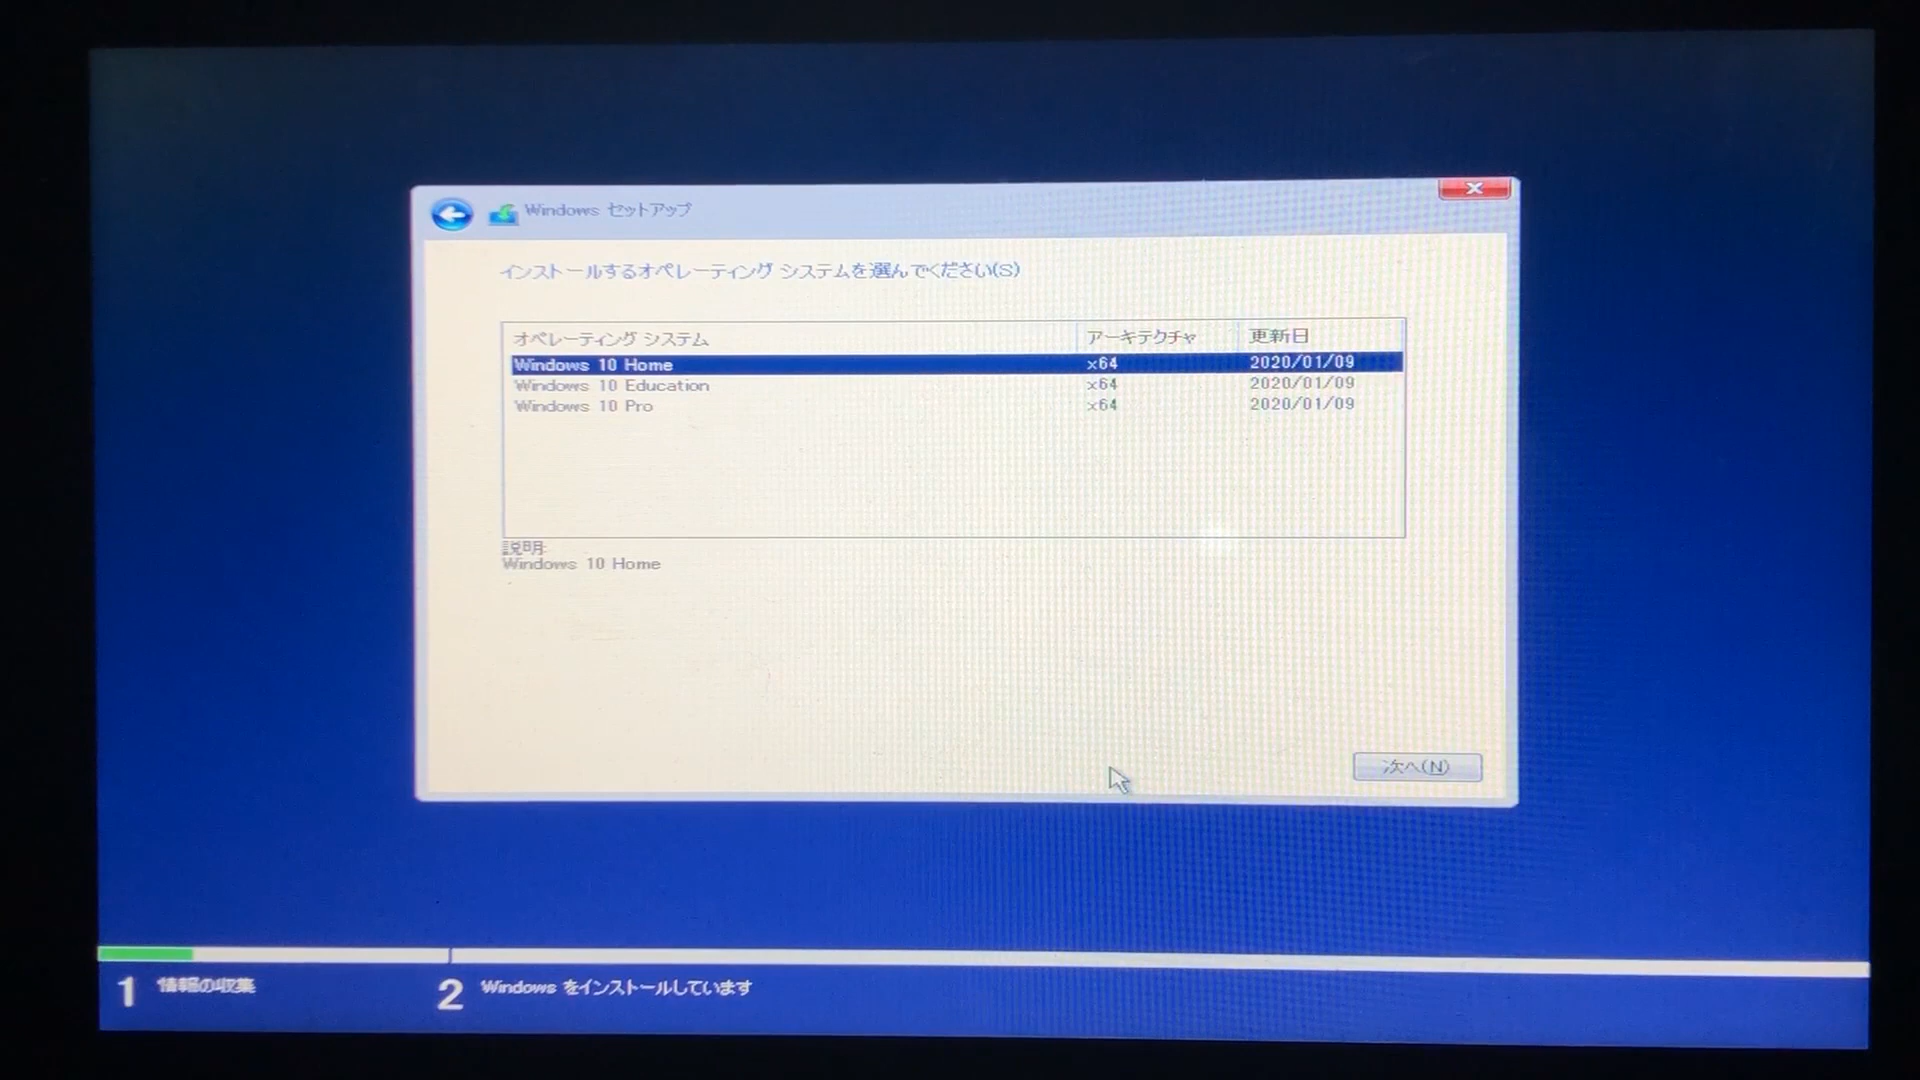 Windows セットアップ
インストールするオペレーティング システムを選んでください(S)
オペレーティング システム アーキテクチャ 更新日
Windows 10 Home x64 2020/01/09
Windows 10 Education x64 2020/01/09
Windows 10 Pro x64 2020/01/09
説明:
Windows 10 Home
次へ(N)
1 情報の収集
2 Windows をインストールしています